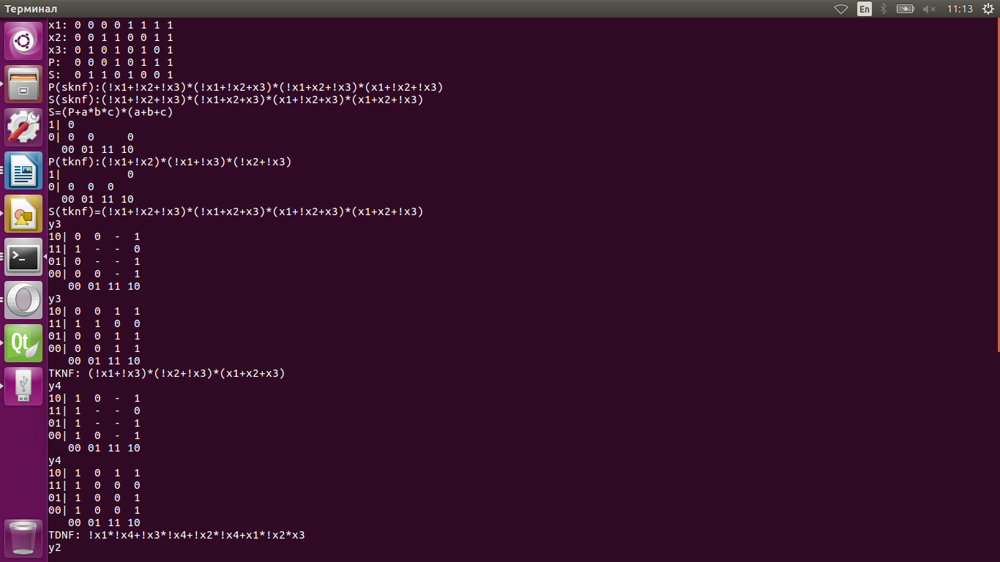 Терминал En 11:13
x1: 0 0 0 0 1 1 1 1
x2: 0 0 1 1 0 0 1 1
x3: 0 1 0 1 0 1 0 1
P:  0 0 0 1 0 1 1 1
S:  0 1 1 0 1 0 0 1
P(sknf):(!x1+!x2+!x3)*(!x1+!x2+x3)*(!x1+x2+!x3)*(x1+!x2+!x3)
S(sknf):(!x1+!x2+!x3)*(!x1+x2+x3)*(x1+!x2+x3)*(x1+x2+!x3)
S=(P+a*b*c)*(a+b+c)
1| 0
0| 0  0     0
  00 01 11 10
P(tknf):(!x1+!x2)*(!x1+!x3)*(!x2+!x3)
1|          0
0| 0  0  0
  00 01 11 10
S(tknf)=(!x1+!x2+!x3)*(!x1+x2+x3)*(x1+!x2+x3)*(x1+x2+!x3)
y3
10| 0  0  -  1
11| 1  -  -  0
01| 0  -  -  1
00| 0  0  -  1
   00 01 11 10
y3
10| 0  0  1  1
11| 1  1  0  0
01| 0  0  1  1
00| 0  0  1  1
   00 01 11 10
TKNF: (!x1+!x3)*(!x2+!x3)*(x1+x2+x3)
y4
10| 1  0  -  1
11| 1  -  -  0
01| 1  -  -  1
00| 1  0  -  1
   00 01 11 10
y4
10| 1  0  1  1
11| 1  0  0  0
01| 1  0  0  1
00| 1  0  0  1
   00 01 11 10
TDNF: !x1*!x4+!x3*!x4+!x2*!x4+x1*!x2*x3
y2
Qt